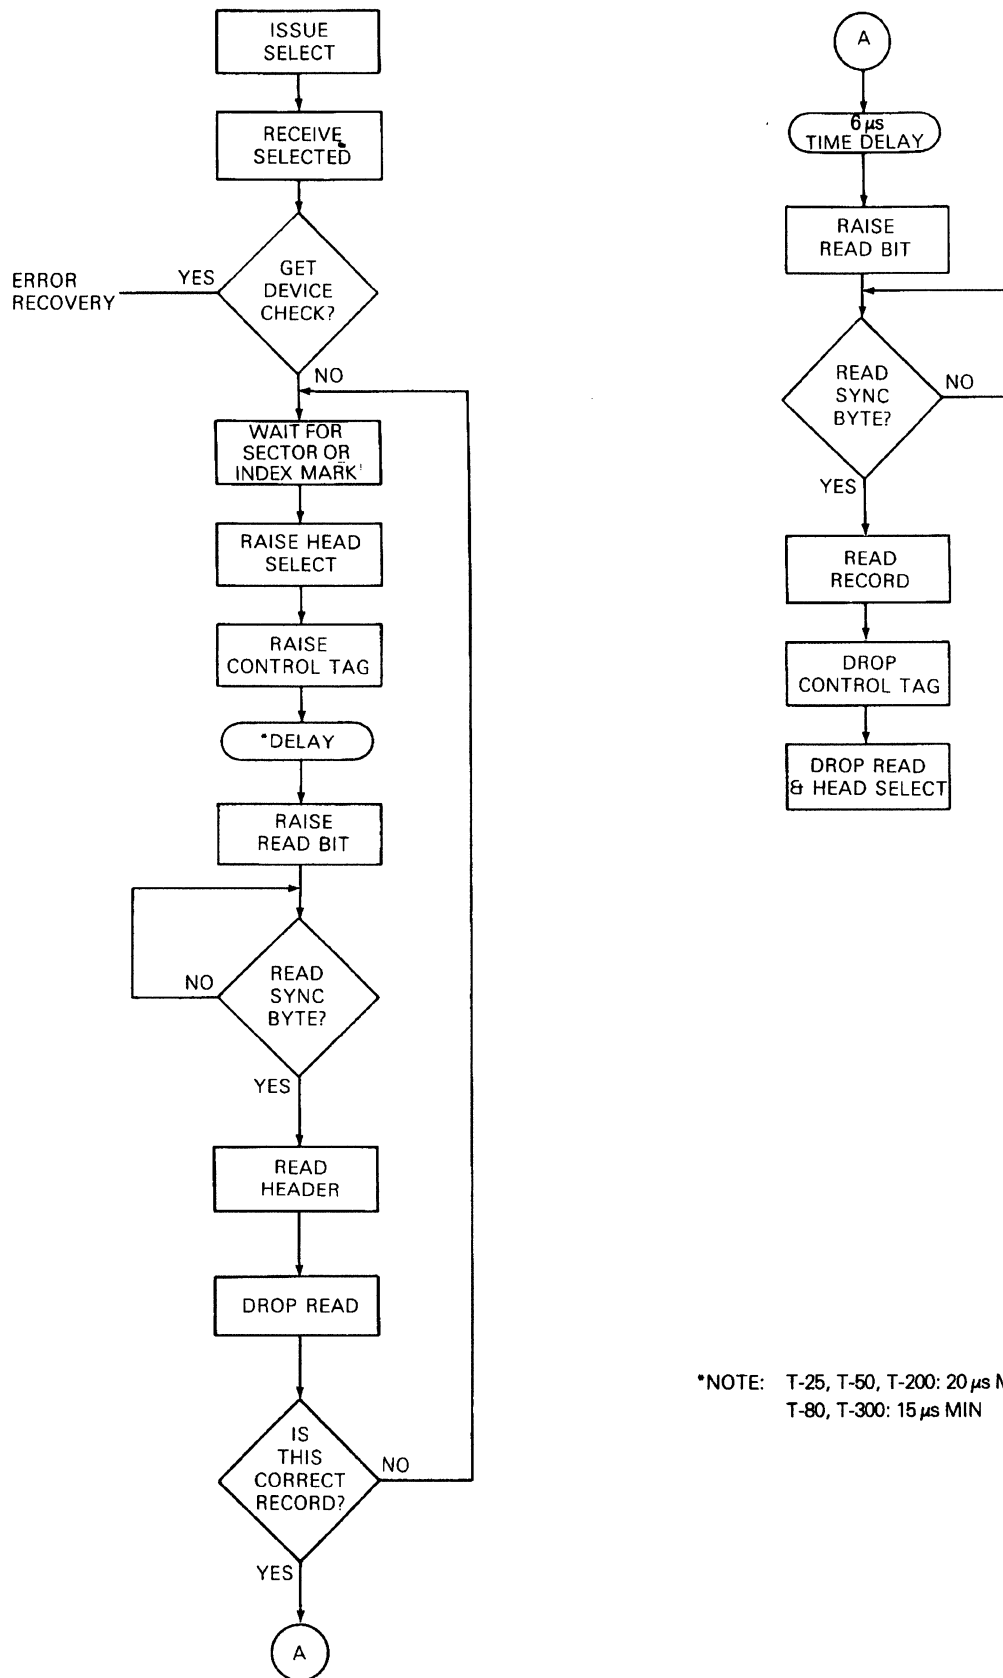 ISSUE
SELECT
RECEIVE
SELECTED
ERROR
RECOVERY
YES
GET
DEVICE
CHECK?
NO
WAIT FOR
SECTOR OR
INDEX MARK
RAISE HEAD
SELECT
RAISE
CONTROL TAG
*DELAY
RAISE
READ BIT
NO
READ
SYNC
BYTE?
YES
READ
HEADER
DROP READ
IS
THIS
CORRECT
RECORD?
NO
YES
A
A
6 µs
TIME DELAY
RAISE
READ BIT
READ
SYNC
BYTE?
NO
YES
READ
RECORD
DROP
CONTROL TAG
DROP READ
& HEAD SELECT
*NOTE: T-25, T-50, T-200: 20 µs
T-80, T-300: 15 µs MIN